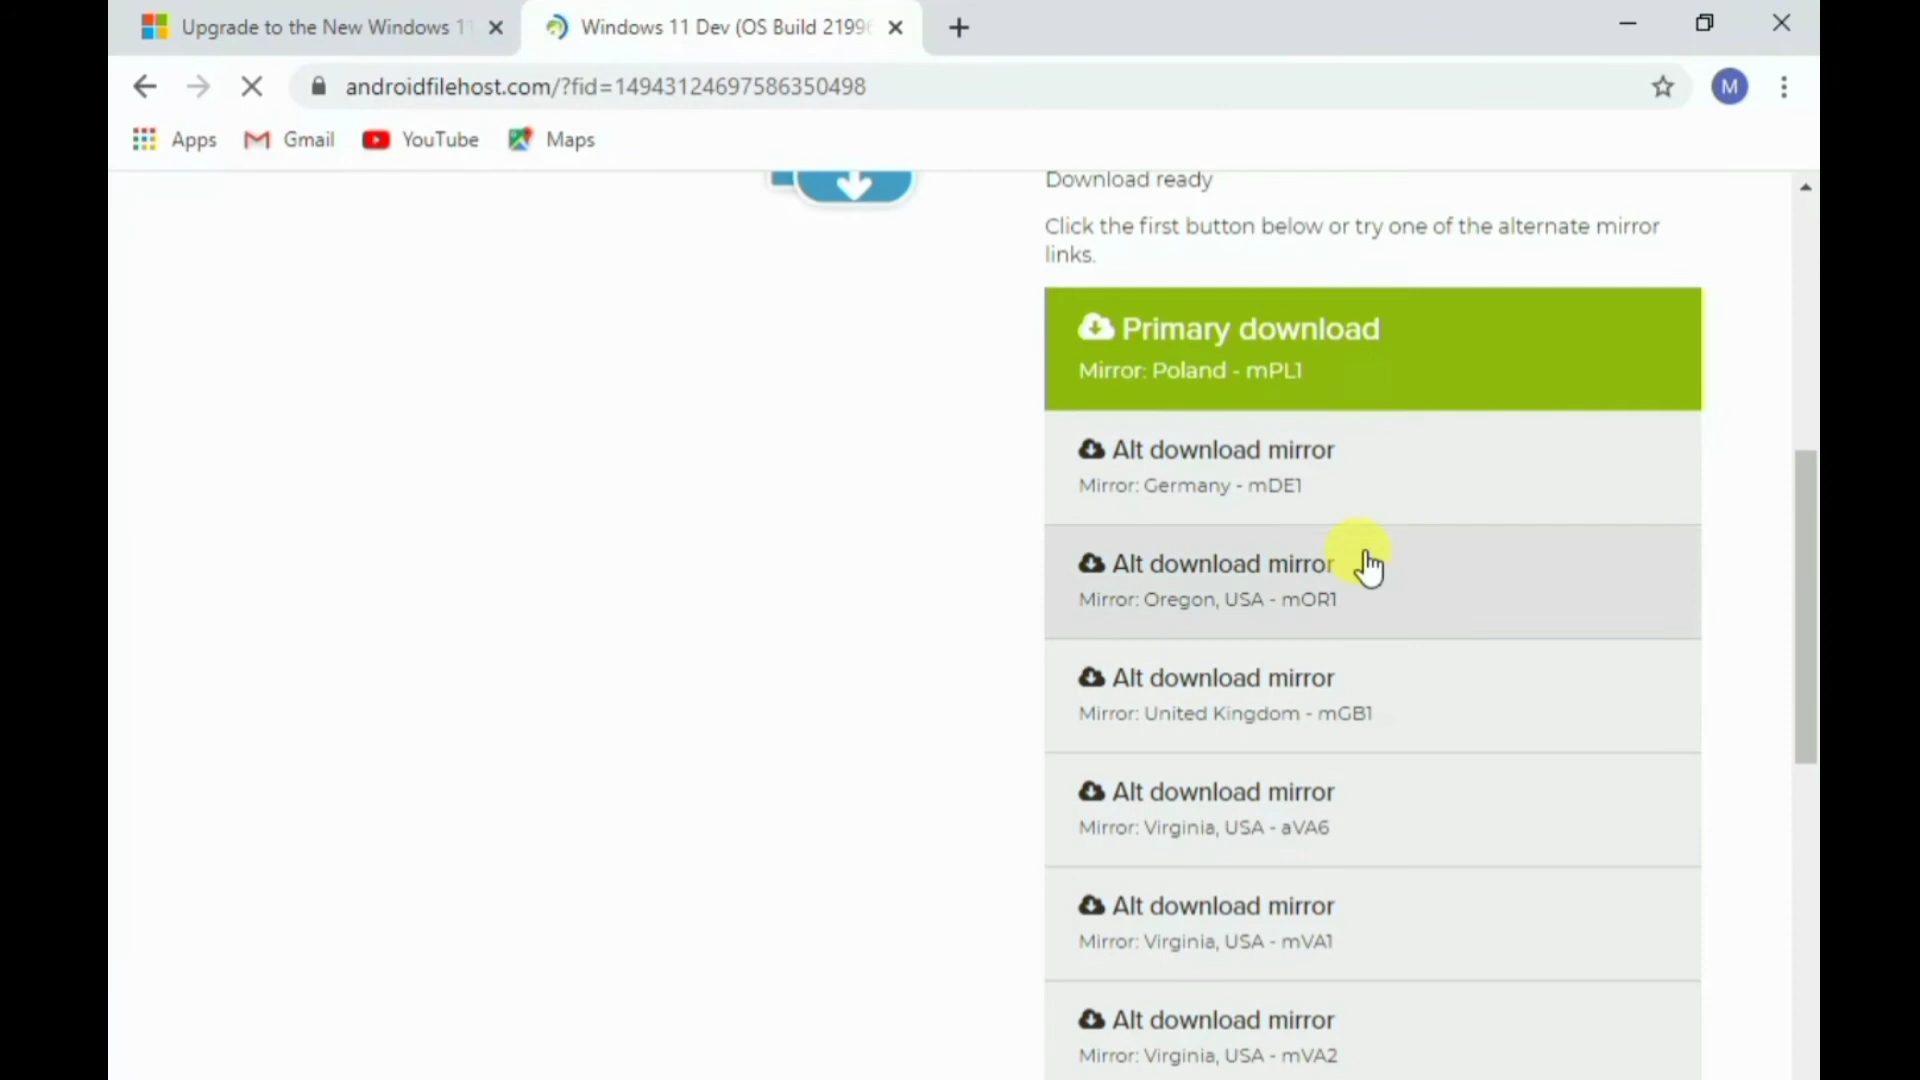 Upgrade to the New Windows 11
Windows 11 Dev (OS Build 21996
androidfilehost.com/?fid=14943124697586350498
M
Apps
Gmail
YouTube
Maps
Download ready
Click the first button below or try one of the alternate mirror
links.
Primary download
Mirror: Poland - mPL1
Alt download mirror
Mirror: Germany - mDE1
Alt download mirror
Mirror: Oregon, USA - mOR1
Alt download mirror
Mirror: United Kingdom - mGB1
Alt download mirror
Mirror: Virginia, USA - aVA6
Alt download mirror
Mirror: Virginia, USA - mVA1
Alt download mirror
Mirror: Virginia, USA - mVA2